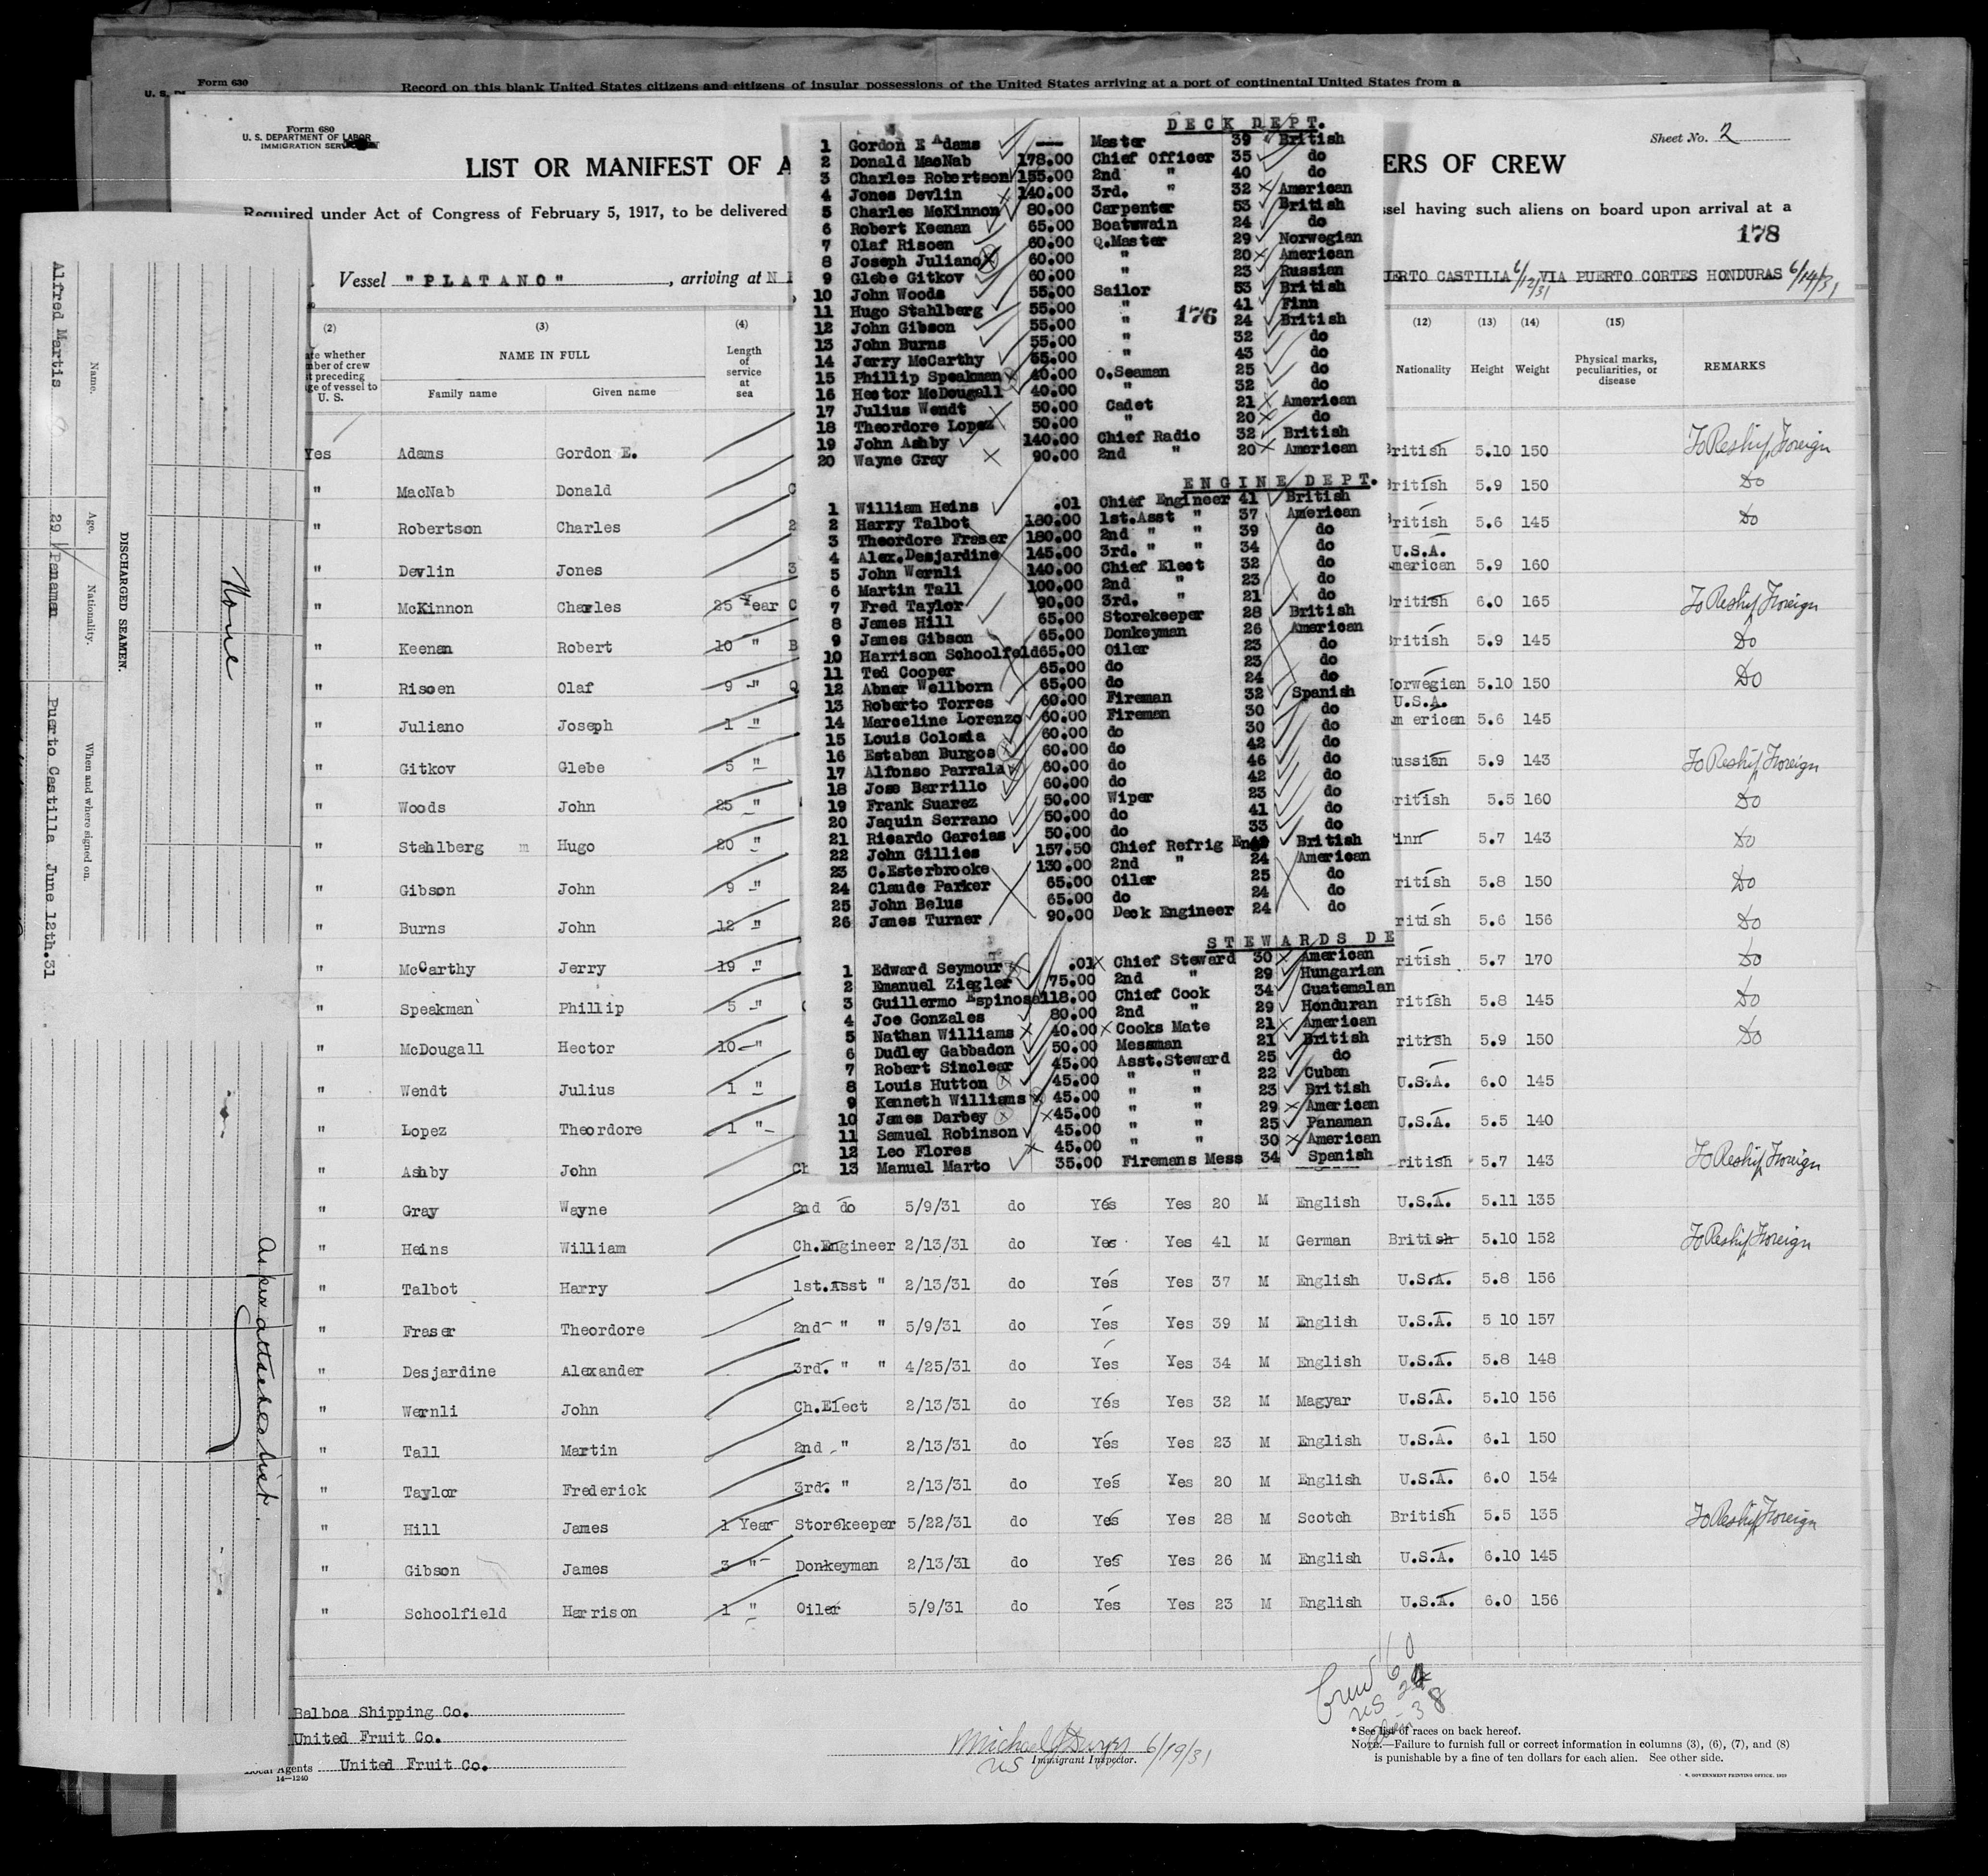 Form 630
Record on this blank United States citizens and citizens of insular possessions of the United States arriving at a port of continental United States from a
Form 680
U. S. DEPARTMENT OF LABOR
IMMIGRATION SERVICE
Sheet No. 2
LIST OR MANIFEST OF A
ERS OF CREW
Required under Act of Congress of February 5, 1917, to be delivered
ssel having such aliens on board upon arrival at a
178
Vessel "PLATANO" , arriving at N
UERTO CASTILLA 6/12/31 VIA PUERTO CORTES HONDURAS 6/14/31
DECK DEPT.
1 Gordon E Adams — Master 39 British
2 Donald MacNab 178.00 Chief Officer 35 do
3 Charles Robertson 155.00 2nd " 40 do
4 Jones Devlin 140.00 3rd. " 32 American
5 Charles McKinnon 80.00 Carpenter 53 British
6 Robert Keenan 65.00 Boatswain 24 do
7 Olaf Risoen 60.00 Q.Master 29 Norwegian
8 Joseph Juliano 60.00 " 20 American
9 Glebe Gitkov 60.00 " 23 Russian
10 John Woods 55.00 Sailor 53 British
11 Hugo Stahlberg 55.00 " 41 Finn
176
12 John Gibson 55.00 " 24 British
13 John Burns 55.00 " 32 do
14 Jerry McCarthy 55.00 " 43 do
15 Phillip Speakman 40.00 O.Seaman 25 do
16 Hector McDougall 40.00 " 32 do
17 Julius Wendt 50.00 Cadet 21 American
18 Theordore Lopez 50.00 " 20 do
19 John Ashby 140.00 Chief Radio 32 British
20 Wayne Gray 90.00 2nd " 20 American
ENGINE DEPT.
1 William Heins .01 Chief Engineer 41 British
2 Harry Talbot 180.00 1st.Asst " 37 American
3 Theordore Fraser 180.00 2nd " " 39 do
4 Alex.Desjardine 145.00 3rd. " " 34 do
5 John Wernli 140.00 Chief Elect 32 do
6 Martin Tall 100.00 2nd " 23 do
7 Fred Taylor 90.00 3rd. " 21 do
8 James Hill 65.00 Storekeeper 28 British
9 James Gibson 65.00 Donkeyman 26 American
10 Harrison Schoolfeld 65.00 Oiler 23 do
11 Ted Cooper 65.00 do 23 do
12 Abner Wellborn 65.00 do 24 do
13 Roberto Torres 60.00 Fireman 32 Spanish
14 Marceline Lorenzo 60.00 Fireman 30 do
15 Louis Colosia 60.00 do 30 do
16 Estaban Burgos 60.00 do 42 do
17 Alfonso Parrala 60.00 do 46 do
18 Jose Barrillo 60.00 do 42 do
19 Frank Suarez 50.00 Wiper 23 do
20 Jaquin Serrano 50.00 do 41 do
21 Ricardo Garcias 50.00 do 33 do
22 John Gillies 157.50 Chief Refrig Eng British
23 C.Esterbrooke 130.00 2nd " 24 American
24 Claude Parker 65.00 Oiler 25 do
25 John Belus 65.00 do 24 do
26 James Turner 90.00 Deck Engineer 24 do
STEWARDS DE
1 Edward Seymour .01 Chief Steward 30 American
2 Emanuel Ziegler 75.00 2nd " 29 Hungarian
3 Guillermo Espinosa 118.00 Chief Cook 34 Guatemalan
4 Joe Gonzales 80.00 2nd " 29 Honduran
5 Nathan Williams 40.00 Cooks Mate 21 American
6 Dudley Gabbadon 50.00 Messman 21 British
7 Robert Sinclear 45.00 Asst.Steward 25 do
8 Louis Hutton 45.00 " " 22 Cuban
9 Kenneth Williams 45.00 " " 23 British
10 James Darbey 45.00 " " 29 American
11 Samuel Robinson 45.00 " " 25 Panaman
12 Leo Flores 45.00 " " 30 American
13 Manuel Marto 35.00 Firemans Mess 34 Spanish
(2) (3) (4) (12) (13) (14) (15)
ate whether
mber of crew
preceding
ge of vessel to
U. S.
NAME IN FULL
Family name Given name
Length
of
service
at
sea
Nationality Height Weight
Physical marks,
peculiarities, or
disease
REMARKS
Yes Adams Gordon E. British 5.10 150 To Reship Foreign
" MacNab Donald British 5.9 150 Do
" Robertson Charles 2 British 5.6 145 Do
" Devlin Jones 3 U.S.A. American 5.9 160
" McKinnon Charles 25 Year C British 6.0 165 To Reship Foreign
" Keenan Robert 10 " B British 5.9 145 Do
" Risoen Olaf 9 " Q Norwegian 5.10 150 Do
" Juliano Joseph 1 " U.S.A. Am erican 5.6 145
" Gitkov Glebe 5 " ussian 5.9 143 To Reship Foreign
" Woods John 25 " ritish 5.5 160 Do
" Stahlberg m Hugo 20 " inn 5.7 143 Do
" Gibson John 9 " ritish 5.8 150 Do
" Burns John 12 " ritish 5.6 156 Do
" McCarthy Jerry 19 " ritish 5.7 170 Do
" Speakman Phillip 5 " ritish 5.8 145 Do
" McDougall Hector 10 " ritish 5.9 150 Do
" Wendt Julius 1 " U.S.A. 6.0 145
" Lopez Theordore 1 " U.S.A. 5.5 140
" Ashby John Ch ritish 5.7 143 To Reship Foreign
" Gray Wayne 2nd do 5/9/31 do Yes Yes 20 M English U.S.A. 5.11 135
" Heins William Ch.Engineer 2/13/31 do Yes Yes 41 M German British 5.10 152 To Reship Foreign
" Talbot Harry 1st.Asst " 2/13/31 do Yes Yes 37 M English U.S.A. 5.8 156
" Fraser Theordore 2nd " " 5/9/31 do Yes Yes 39 M English U.S.A. 5 10 157
" Desjardine Alexander 3rd. " " 4/25/31 do Yes Yes 34 M English U.S.A. 5.8 148
" Wernli John Ch.Elect 2/13/31 do Yes Yes 32 M Magyar U.S.A. 5.10 156
" Tall Martin 2nd " 2/13/31 do Yes Yes 23 M English U.S.A. 6.1 150
" Taylor Frederick 3rd. " 2/13/31 do Yes Yes 20 M English U.S.A. 6.0 154
" Hill James 1 Year Storekeeper 5/22/31 do Yes Yes 28 M Scotch British 5.5 135 To Reship Foreign
" Gibson James 3 " Donkeyman 2/13/31 do Yes Yes 26 M English U.S.A. 6.10 145
" Schoolfield Harrison 1 " Oiler 5/9/31 do Yes Yes 23 M English U.S.A. 6.0 156
Crew 60
US 24
38
Balboa Shipping Co.
United Fruit Co.
Local Agents United Fruit Co.
14—1240
Michael 6/19/31
US Immigrant Inspector.
* See list of races on back hereof.
NOTE.—Failure to furnish full or correct information in columns (3), (6), (7), and (8)
is punishable by a fine of ten dollars for each alien. See other side.
GOVERNMENT PRINTING OFFICE
DISCHARGED SEAMEN.
Name. Age. Nationality. When and where signed on.
Alfred Martis 29 Panaman Puerto Castilla June 12th.31
None
As per attached list.